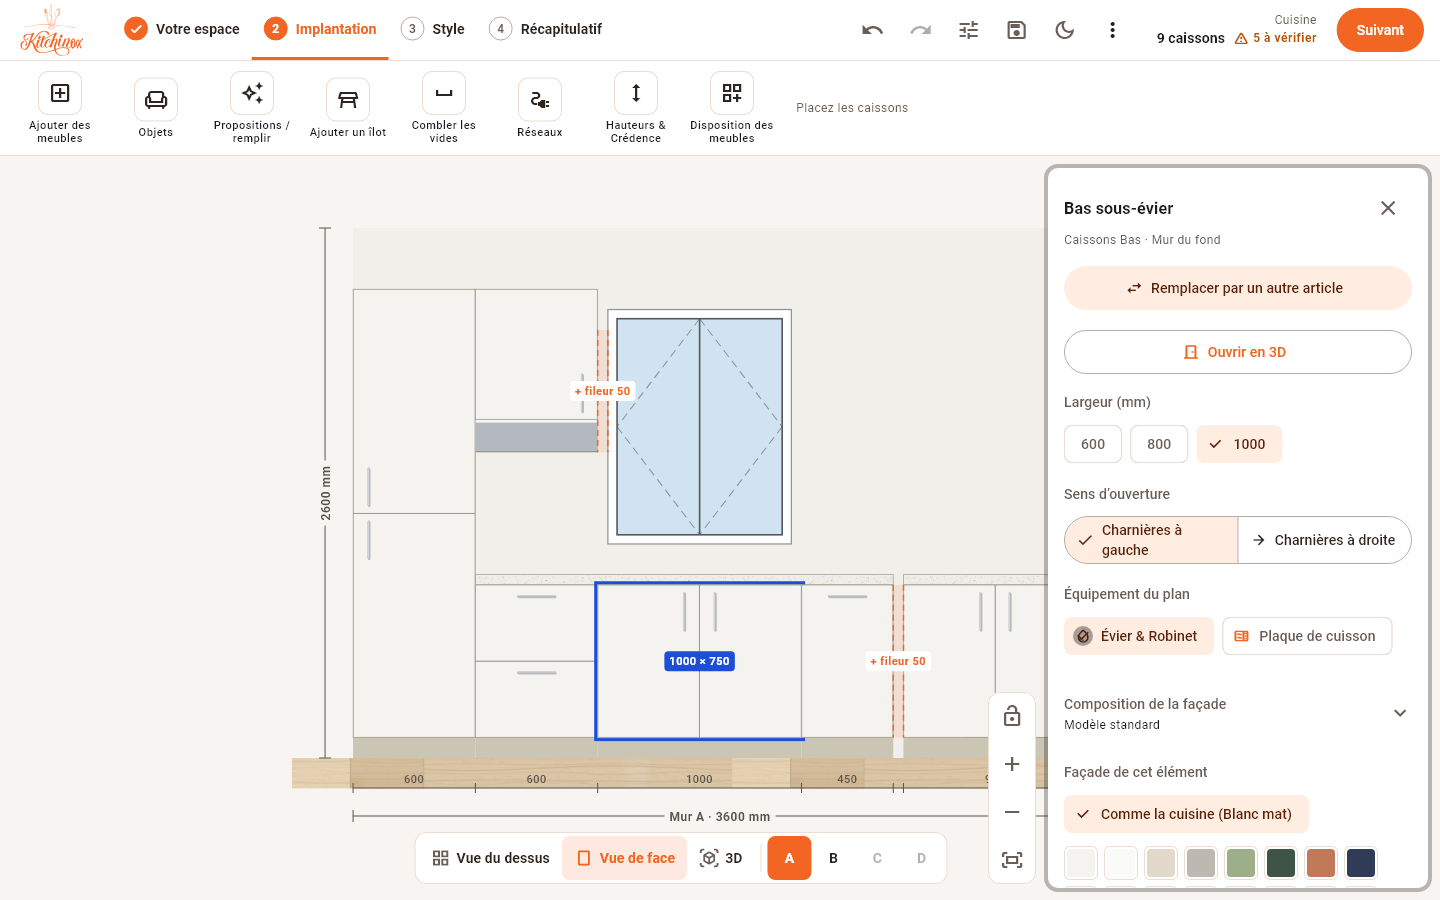 Kitchinox
Votre espace
2 Implantation
3 Style
4 Récapitulatif
Cuisine
9 caissons 5 à vérifier
Suivant
Ajouter des
meubles
Objets
Propositions /
remplir
Ajouter un îlot
Combler les
vides
Réseaux
Hauteurs &
Crédence
Disposition des
meubles
Placez les caissons
2600 mm
+ fileur 50
1000 × 750
+ fileur 50
600
600
1000
450
Mur A · 3600 mm
Vue du dessus
Vue de face
3D
A
B
C
D
Bas sous-évier
Caissons Bas · Mur du fond
Remplacer par un autre article
Ouvrir en 3D
Largeur (mm)
600
800
1000
Sens d’ouverture
Charnières à
gauche
Charnières à droite
Équipement du plan
Évier & Robinet
Plaque de cuisson
Composition de la façade
Modèle standard
Façade de cet élément
Comme la cuisine (Blanc mat)